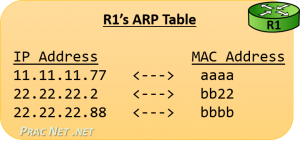 R1's ARP Table
R1
IP Address MAC Address
11.11.11.77 <---> aaaa
22.22.22.2 <---> bb22
22.22.22.88 <---> bbbb
PRAC NET .NET